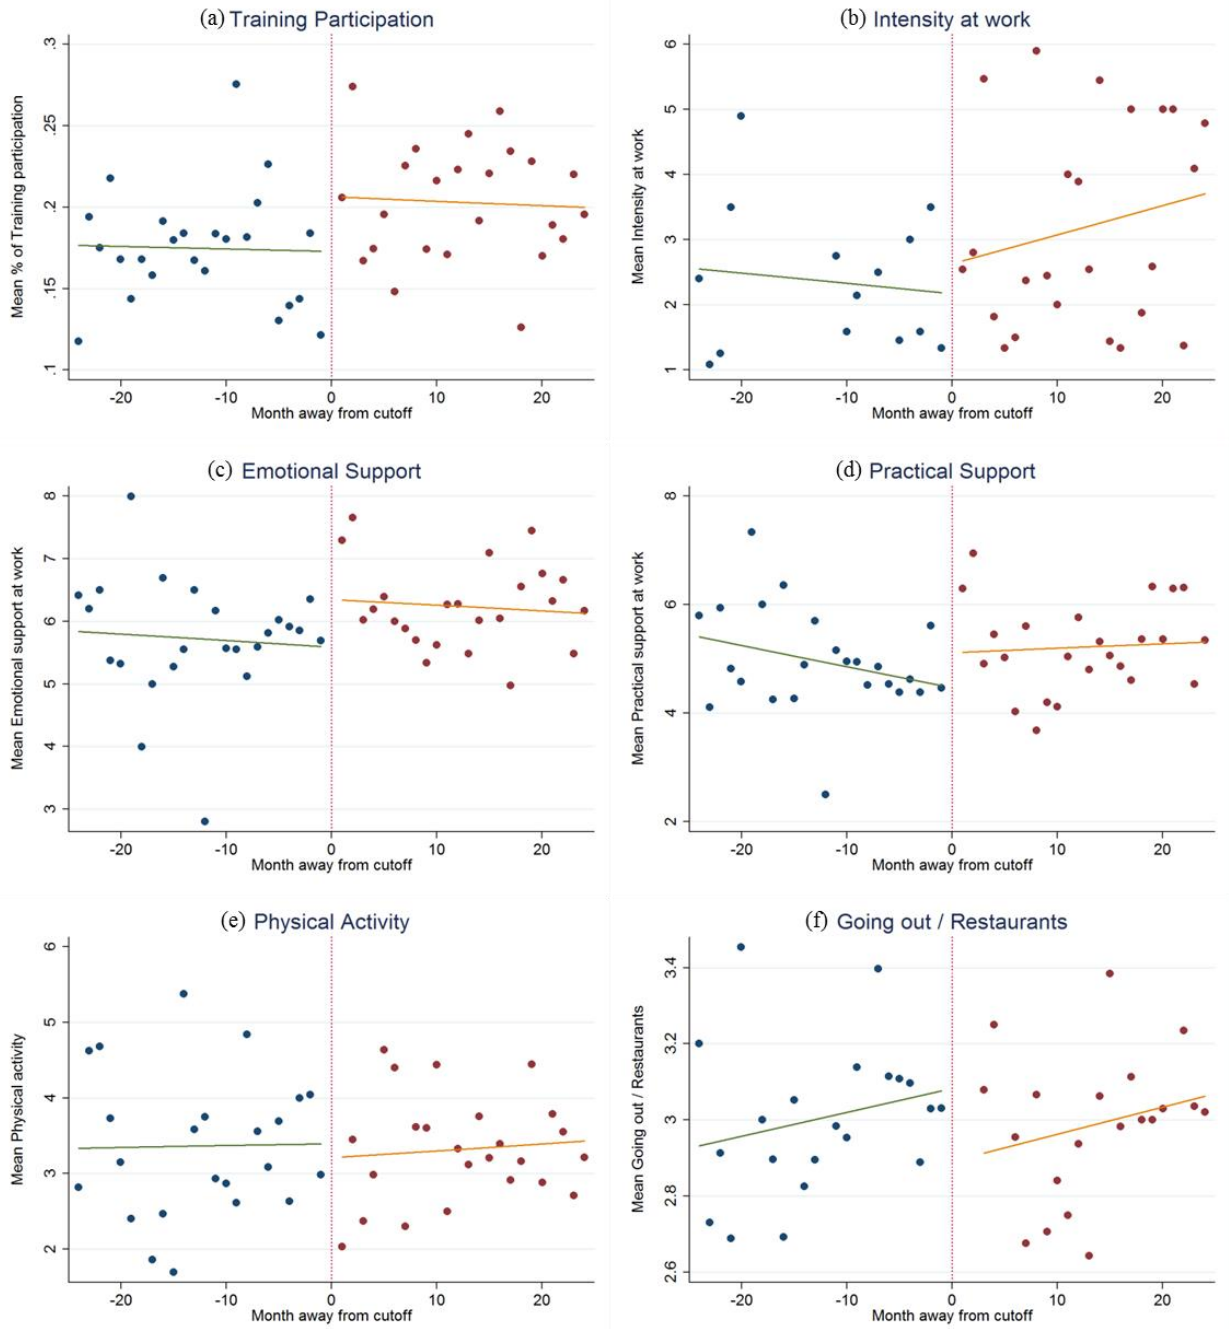 (a) Training Participation
Mean % of Training participation
.3
.25
.2
.15
.1
-20 -10 0 10 20
Month away from cutoff
(b) Intensity at work
Mean Intensity at work
6
5
4
3
2
1
-20 -10 0 10 20
Month away from cutoff
(c) Emotional Support
Mean Emotional support at work
8
7
6
5
4
3
-20 -10 0 10 20
Month away from cutoff
(d) Practical Support
Mean Practical support at work
8
6
4
2
-20 -10 0 10 20
Month away from cutoff
(e) Physical Activity
Mean Physical activity
6
5
4
3
2
-20 -10 0 10 20
Month away from cutoff
(f) Going out / Restaurants
Mean Going out / Restaurants
3.4
3.2
3.0
2.8
2.6
-20 -10 0 10 20
Month away from cutoff